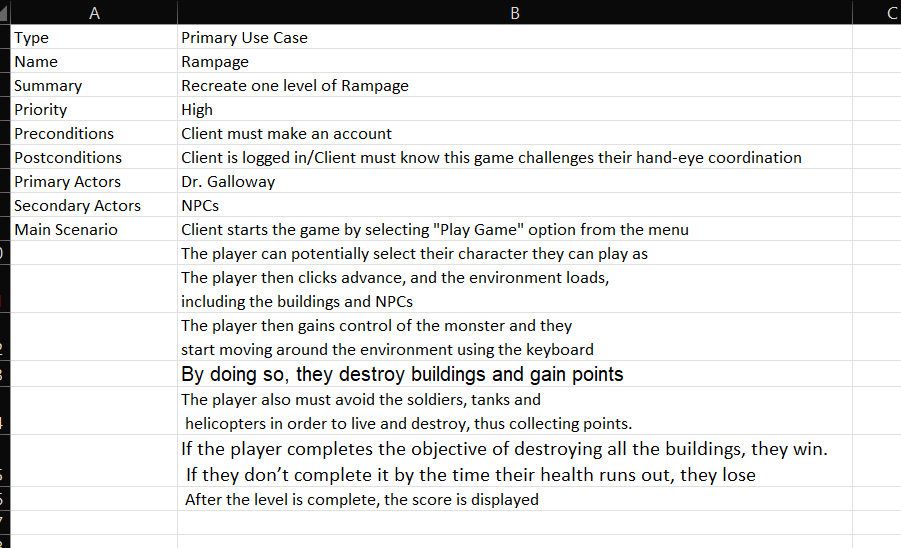 A B C
Type Primary Use Case
Name Rampage
Summary Recreate one level of Rampage
Priority High
Preconditions Client must make an account
Postconditions Client is logged in/Client must know this game challenges their hand-eye coordination
Primary Actors Dr. Galloway
Secondary Actors NPCs
Main Scenario Client starts the game by selecting "Play Game" option from the menu
The player can potentially select their character they can play as
The player then clicks advance, and the environment loads,
including the buildings and NPCs
The player then gains control of the monster and they
start moving around the environment using the keyboard
By doing so, they destroy buildings and gain points
The player also must avoid the soldiers, tanks and
helicopters in order to live and destroy, thus collecting points.
If the player completes the objective of destroying all the buildings, they win.
If they don’t complete it by the time their health runs out, they lose
After the level is complete, the score is displayed